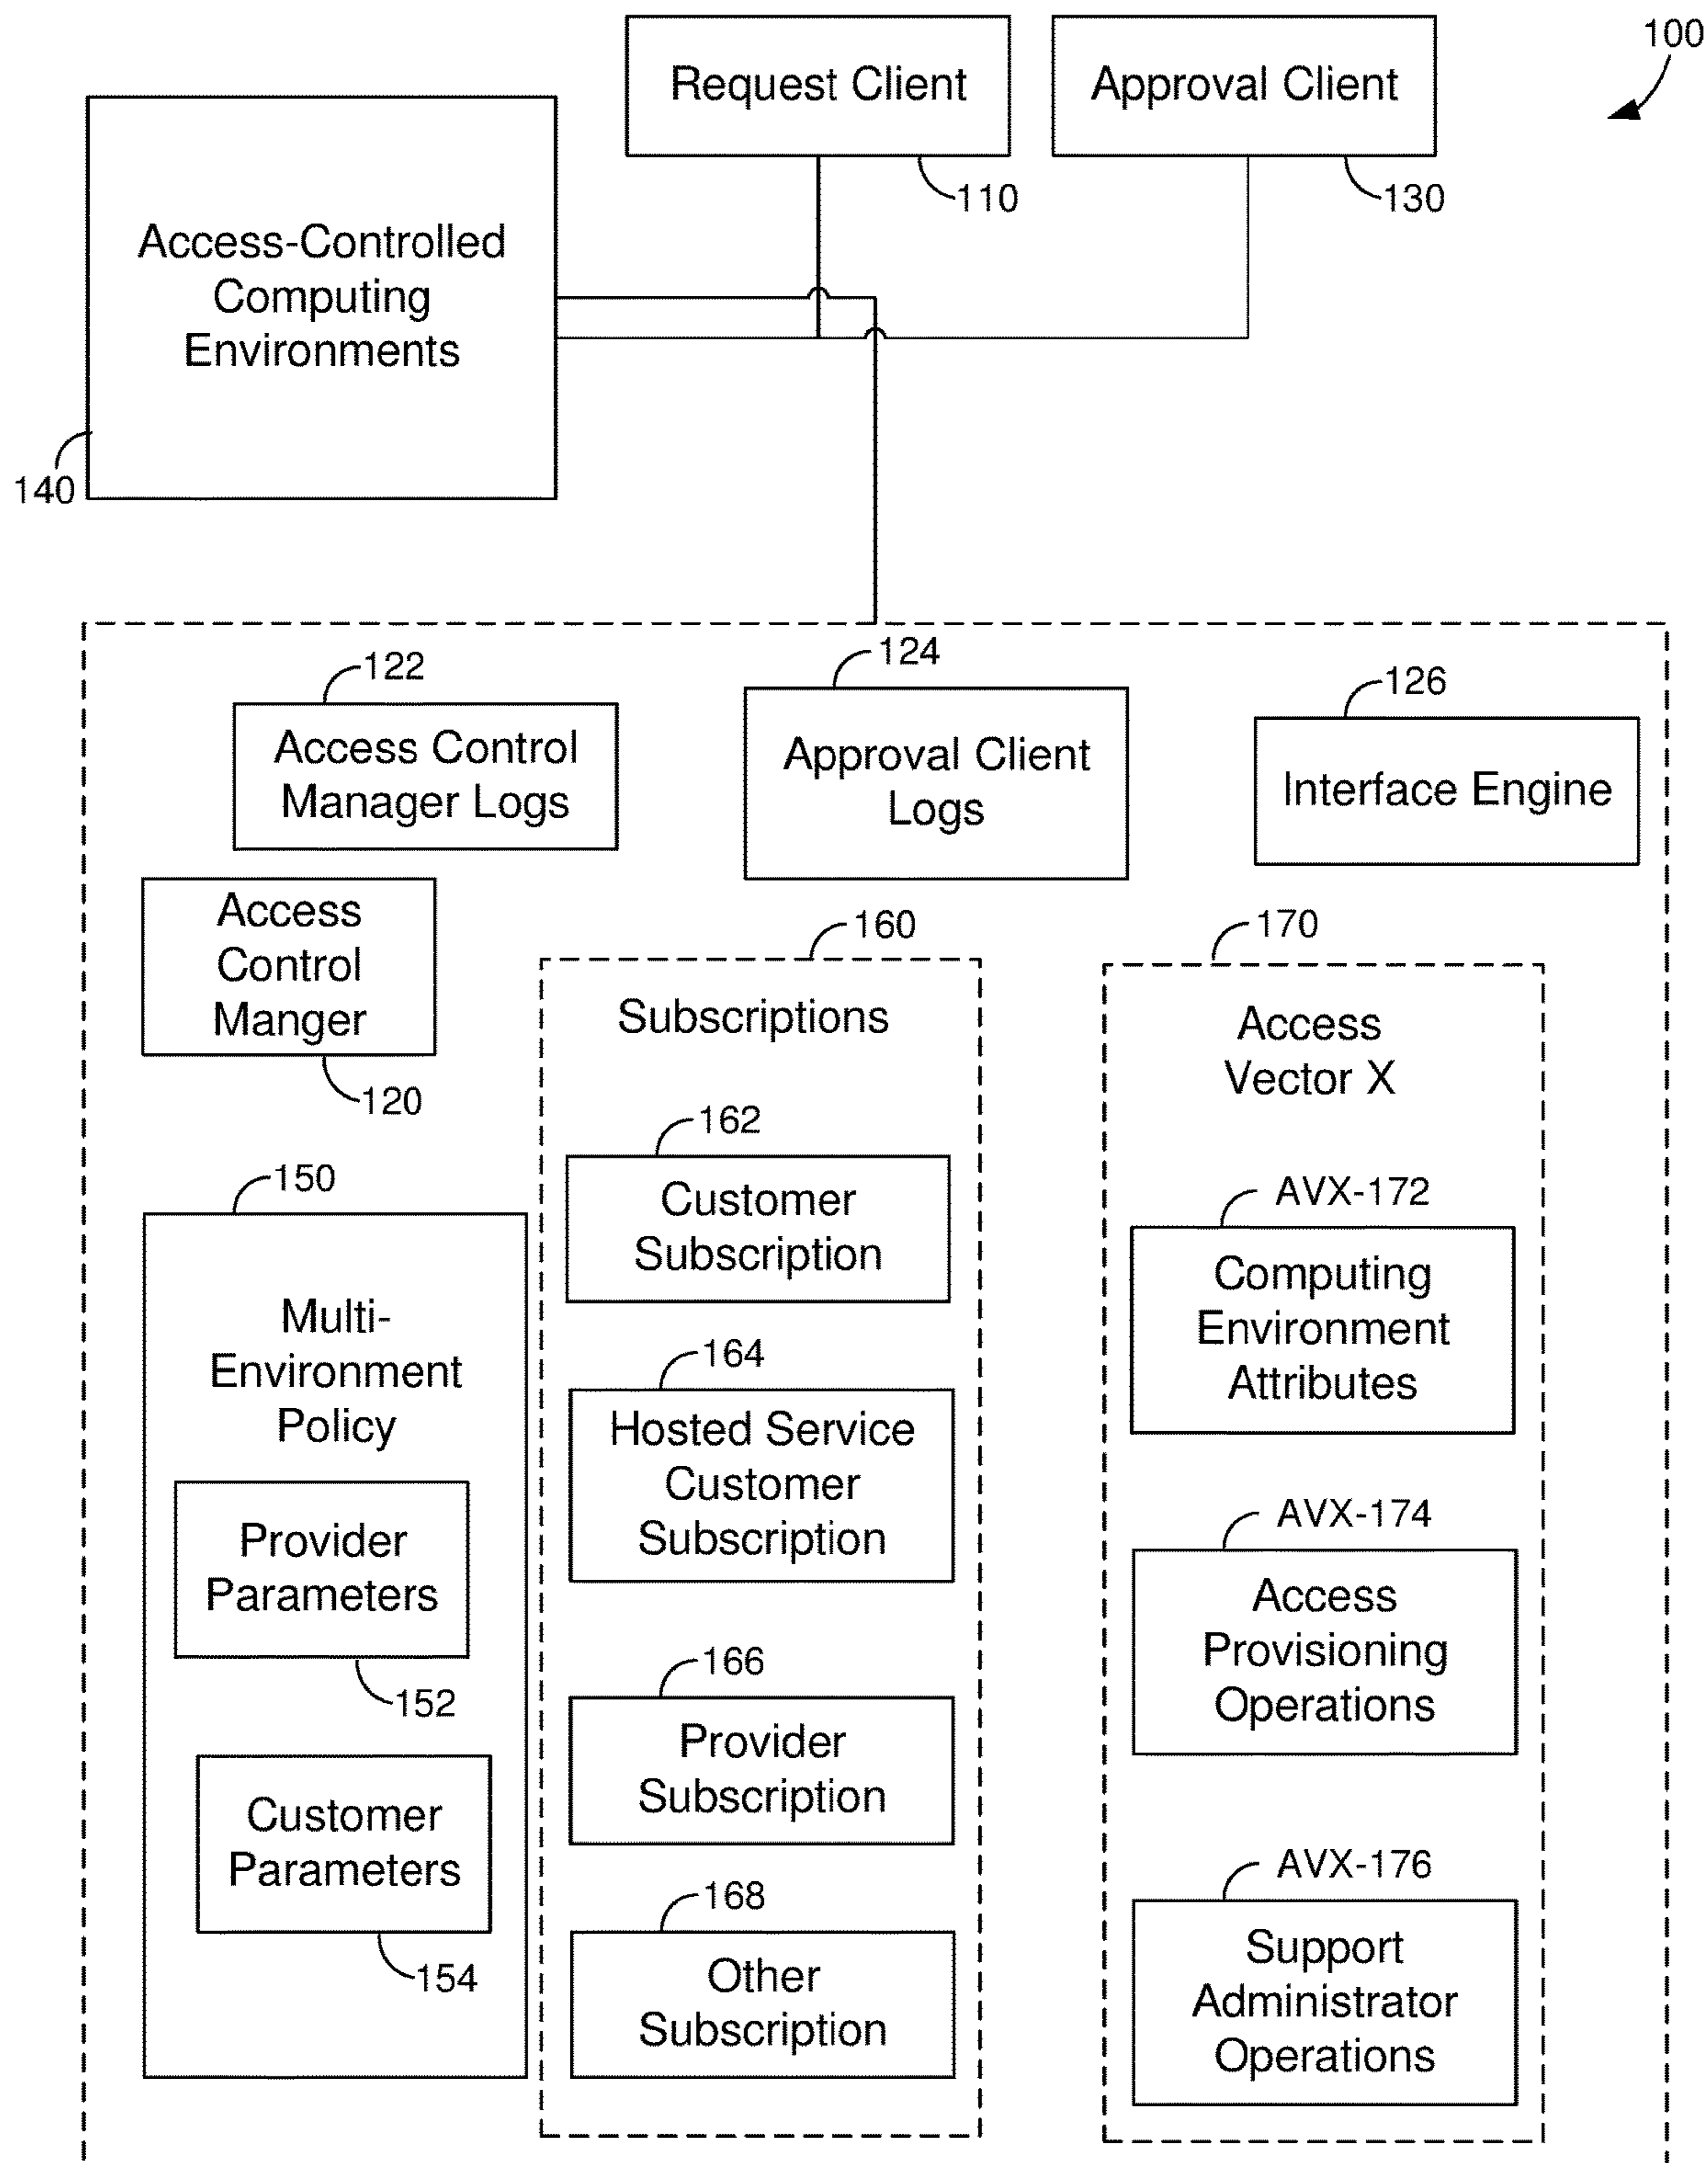 100
Request Client
110
Approval Client
130
Access-Controlled
Computing
Environments
140
122
Access Control
Manager Logs
124
Approval Client
Logs
126
Interface Engine
Access
Control
Manger
120
150
Multi-
Environment
Policy
Provider
Parameters
152
Customer
Parameters
154
160
Subscriptions
162
Customer
Subscription
164
Hosted Service
Customer
Subscription
166
Provider
Subscription
168
Other
Subscription
170
Access
Vector X
AVX-172
Computing
Environment
Attributes
AVX-174
Access
Provisioning
Operations
AVX-176
Support
Administrator
Operations